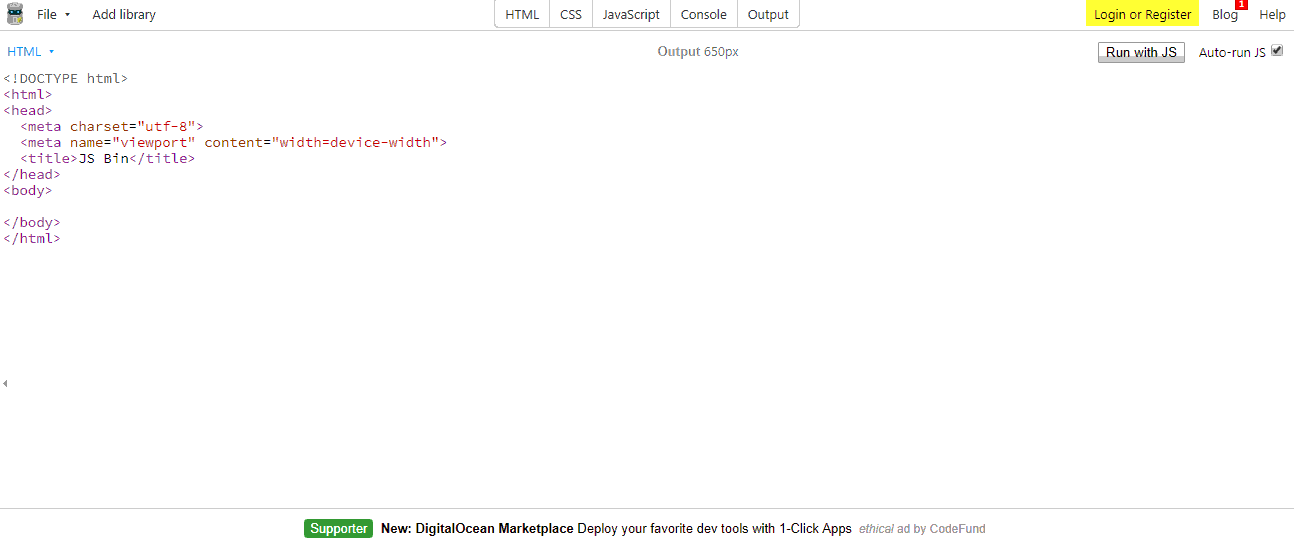 File Add library HTML CSS JavaScript Console Output Login or Register Blog 1 Help
HTML Output 650px Run with JS Auto-run JS
<!DOCTYPE html>
<html>
<head>
  <meta charset="utf-8">
  <meta name="viewport" content="width=device-width">
  <title>JS Bin</title>
</head>
<body>
</body>
</html>
Supporter New: DigitalOcean Marketplace Deploy your favorite dev tools with 1-Click Apps ethical ad by CodeFund